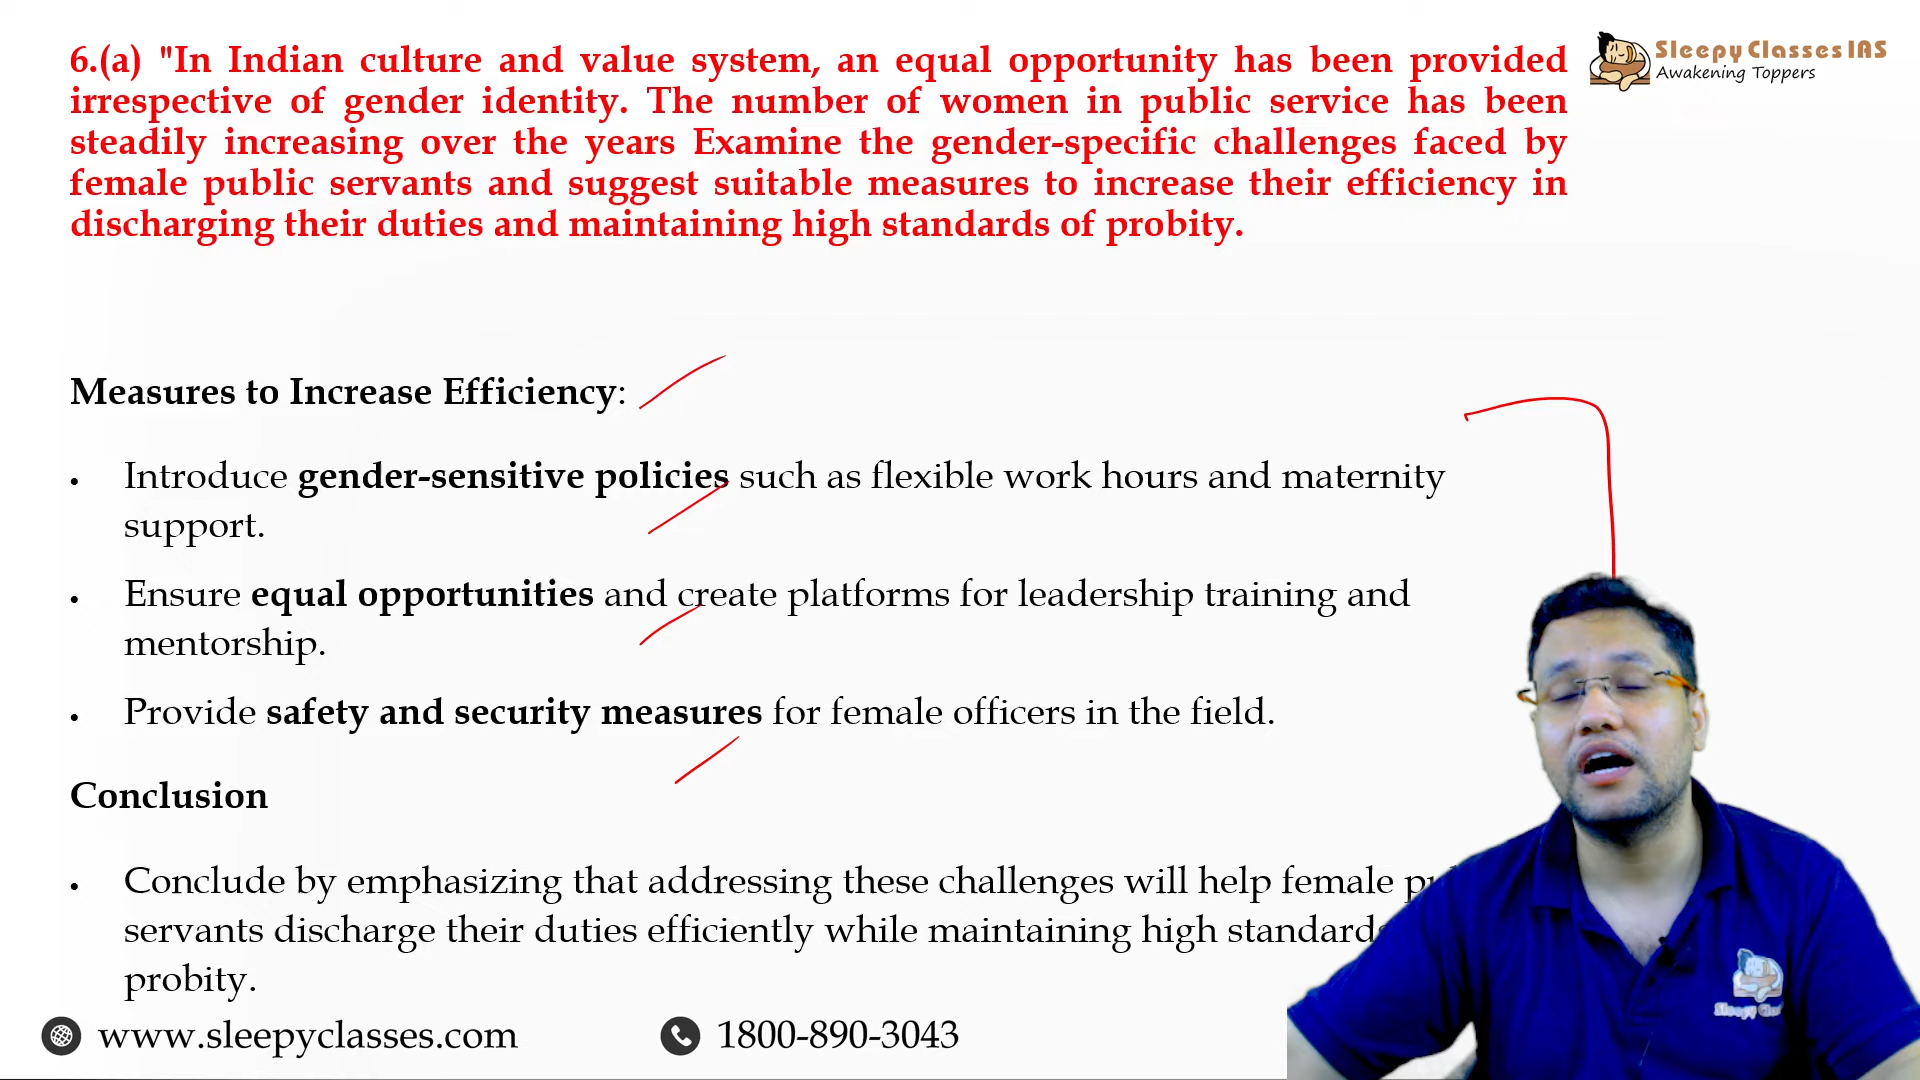 6.(a) "In Indian culture and value system, an equal opportunity has been provided
irrespective of gender identity. The number of women in public service has been
steadily increasing over the years Examine the gender-specific challenges faced by
female public servants and suggest suitable measures to increase their efficiency in
discharging their duties and maintaining high standards of probity.
Sleepy Classes IAS
Awakening Toppers
Measures to Increase Efficiency:
• Introduce gender-sensitive policies such as flexible work hours and maternity
support.
• Ensure equal opportunities and create platforms for leadership training and
mentorship.
• Provide safety and security measures for female officers in the field.
Conclusion
• Conclude by emphasizing that addressing these challenges will help female
servants discharge their duties efficiently while maintaining high standards
probity.
www.sleepyclasses.com
1800-890-3043